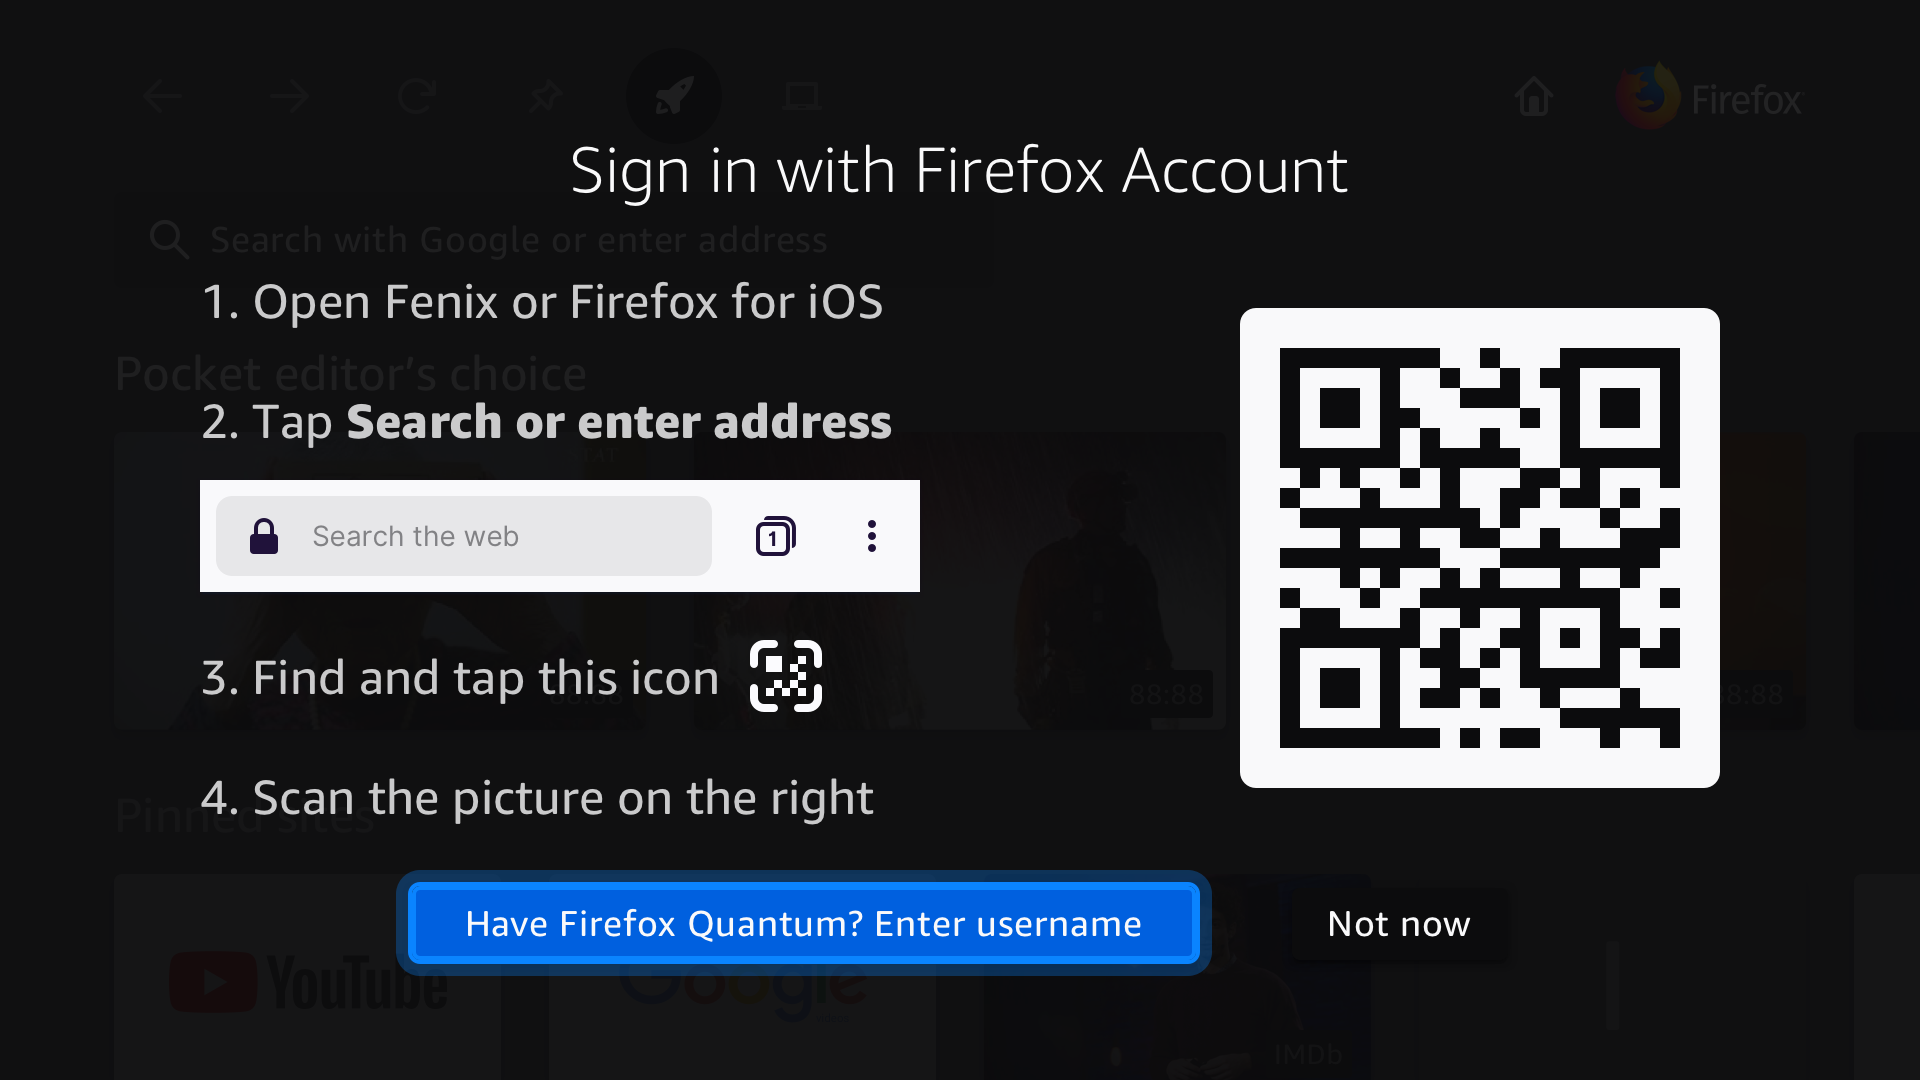 Firefox
Sign in with Firefox Account
Search with Google or enter address
1. Open Fenix or Firefox for iOS
Pocket editor's choice
2. Tap Search or enter address
Search the web
1
3. Find and tap this icon
88:88
88:88
88:88
4. Scan the picture on the right
Pinned sites
Have Firefox Quantum? Enter username
Not now
YouTube
Google
IMDb